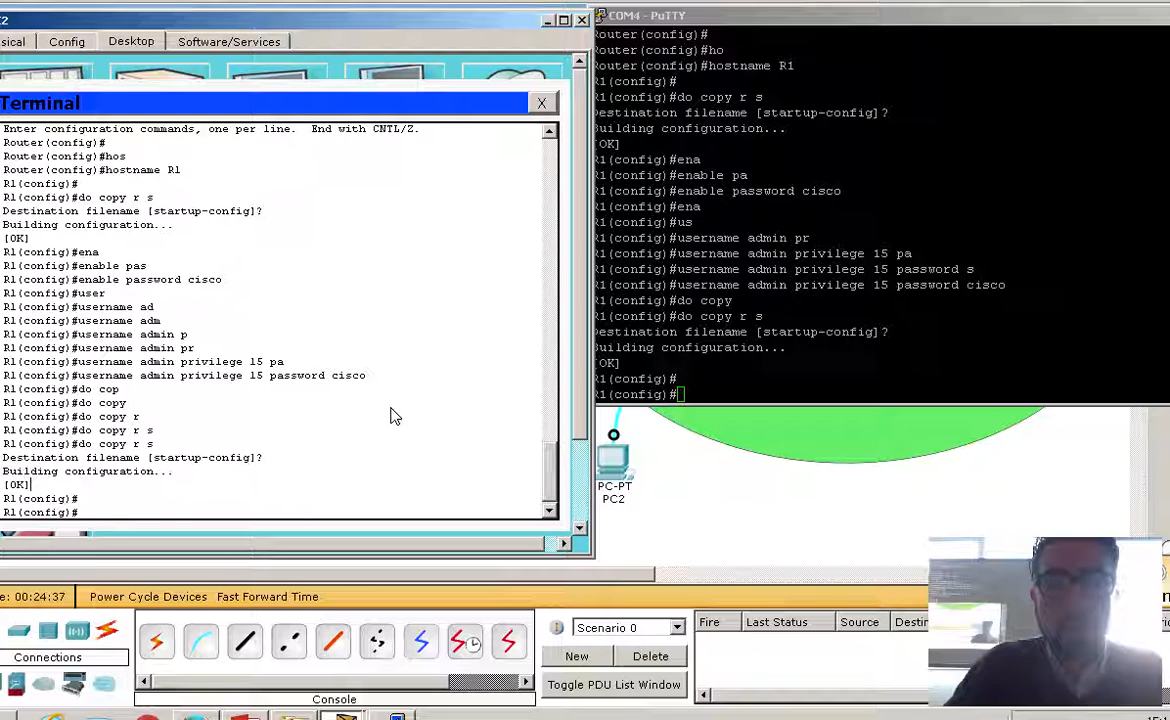 C2
sical Config Desktop Software/Services
Terminal X
Enter configuration commands, one per line.  End with CNTL/Z.
Router(config)#
Router(config)#hos
Router(config)#hostname R1
R1(config)#
R1(config)#do copy r s
Destination filename [startup-config]?
Building configuration...
[OK]
R1(config)#ena
R1(config)#enable pas
R1(config)#enable password cisco
R1(config)#user
R1(config)#username ad
R1(config)#username adm
R1(config)#username admin p
R1(config)#username admin pr
R1(config)#username admin privilege 15 pa
R1(config)#username admin privilege 15 password cisco
R1(config)#do cop
R1(config)#do copy
R1(config)#do copy r
R1(config)#do copy r s
R1(config)#do copy r s
Destination filename [startup-config]?
Building configuration...
[OK]
R1(config)#
R1(config)#
COM4 - PuTTY
Router(config)#
Router(config)#ho
Router(config)#hostname R1
R1(config)#
R1(config)#do copy r s
Destination filename [startup-config]?
Building configuration...
[OK]
R1(config)#ena
R1(config)#enable pa
R1(config)#enable password cisco
R1(config)#ena
R1(config)#us
R1(config)#username admin pr
R1(config)#username admin privilege 15 pa
R1(config)#username admin privilege 15 password s
R1(config)#username admin privilege 15 password cisco
R1(config)#do copy
R1(config)#do copy r s
Destination filename [startup-config]?
Building configuration...
[OK]
R1(config)#
R1(config)#
PC-PT
PC2
e: 00:24:37 Power Cycle Devices Fast Forward Time
Connections
Console
Scenario 0
New Delete
Toggle PDU List Window
Fire Last Status Source Destin